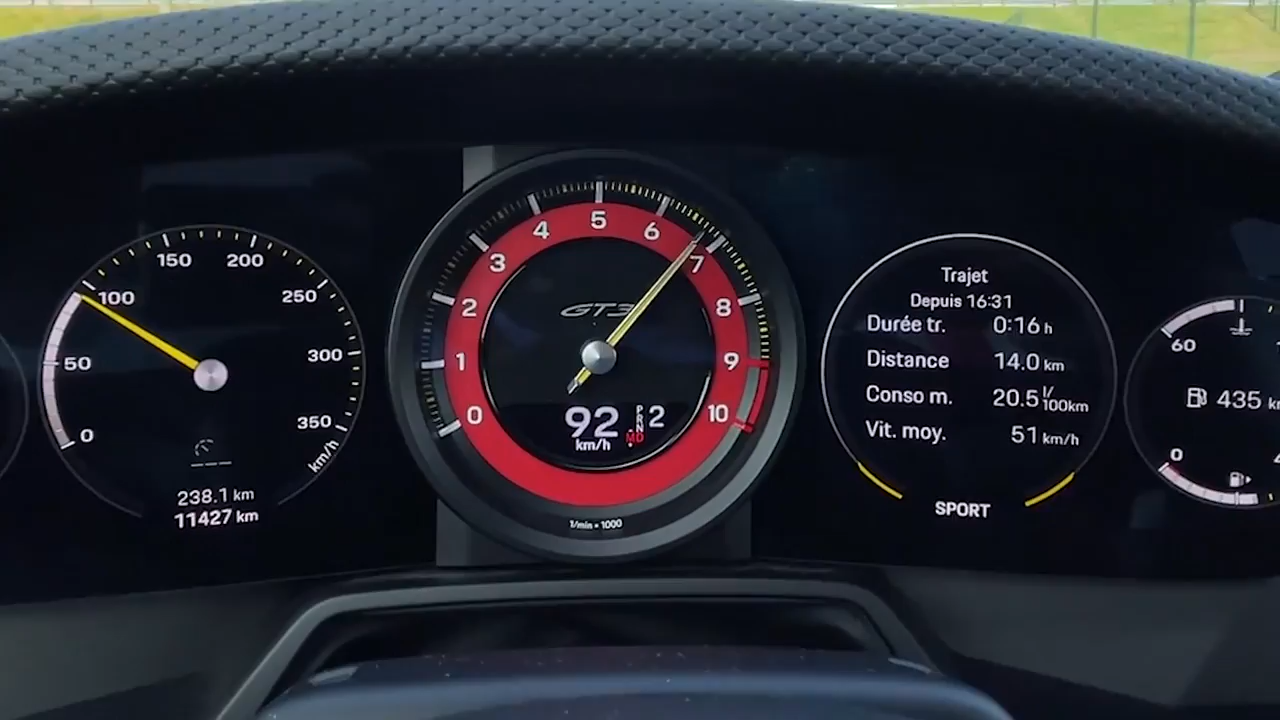 0
50
100
150
200
250
300
350
km/h
238.1 km
11427 km
0
1
2
3
4
5
6
7
8
9
10
GT3
92
km/h
P
R
N
MD
2
1/min • 1000
Trajet
Depuis 16:31
Durée tr. 0:16 h
Distance 14.0 km
Conso m. 20.5 l/100km
Vit. moy. 51 km/h
SPORT
60
435
0